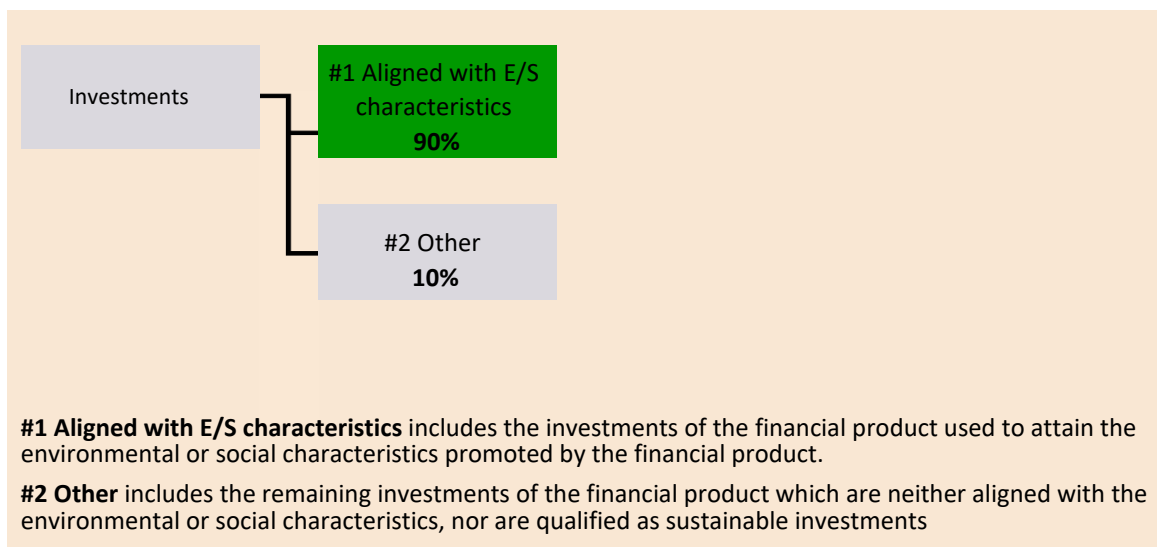 Investments
#1 Aligned with E/S
characteristics
90%
#2 Other
10%
#1 Aligned with E/S characteristics includes the investments of the financial product used to attain the
environmental or social characteristics promoted by the financial product.
#2 Other includes the remaining investments of the financial product which are neither aligned with the
environmental or social characteristics, nor are qualified as sustainable investments